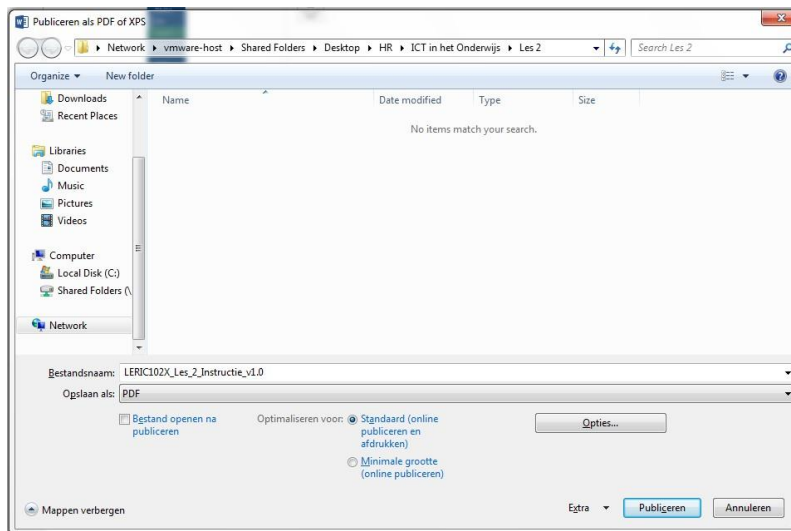 Publiceren als PDF of XPS
Network ▸ vmware-host ▸ Shared Folders ▸ Desktop ▸ HR ▸ ICT in het Onderwijs ▸ Les 2
Search Les 2
Organize
New folder
Name
Date modified
Type
Size
No items match your search.
Downloads
Recent Places
Libraries
Documents
Music
Pictures
Videos
Computer
Local Disk (C:)
Shared Folders (\
Network
Bestandsnaam: LERIC102X_Les_2_Instructie_v1.0
Opslaan als: PDF
Bestand openen na
publiceren
Optimaliseren voor:
Standaard (online
publiceren en
afdrukken)
Minimale grootte
(online publiceren)
Opties...
Mappen verbergen
Extra
Publiceren
Annuleren